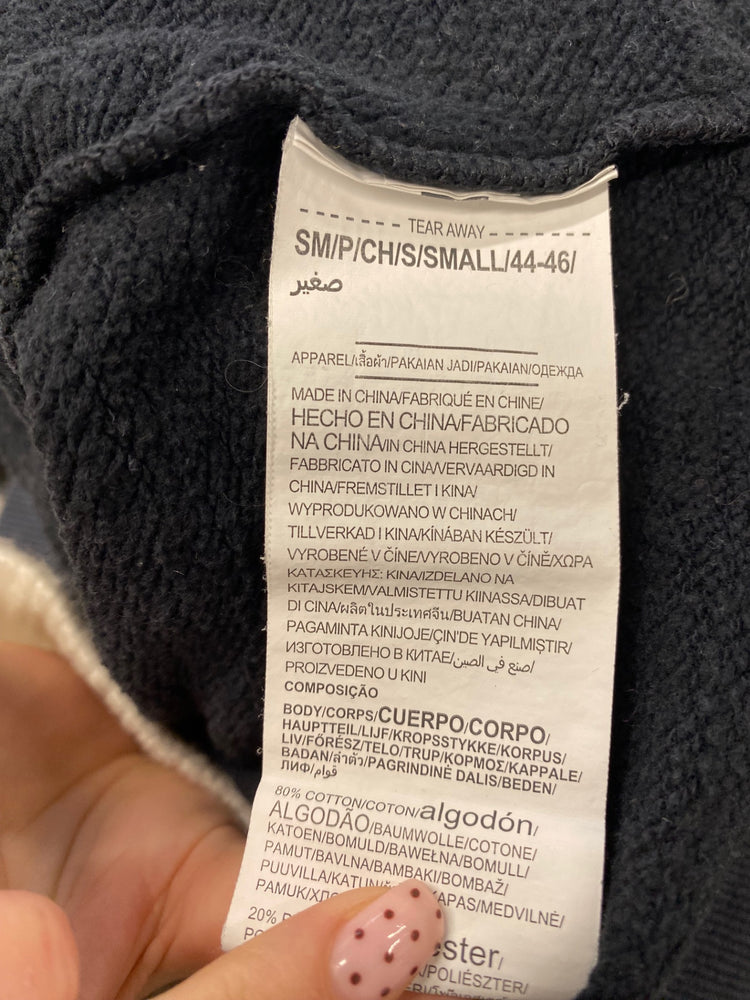 TEAR AWAY
SM/P/CH/S/SMALL/44-46/
صغير
APPAREL/เสื้อผ้า/PAKAIAN JADI/PAKAIAN/ОДЕЖДА
MADE IN CHINA/FABRIQUÉ EN CHINE/
HECHO EN CHINA/FABRICADO
NA CHINA/IN CHINA HERGESTELLT/
FABBRICATO IN CINA/VERVAARDIGD IN
CHINA/FREMSTILLET I KINA/
WYPRODUKOWANO W CHINACH/
TILLVERKAD I KINA/KÍNÁBAN KÉSZÜLT/
VYROBENÉ V ČÍNE/VYROBENO V ČÍNĚ/ΧΩΡΑ
ΚΑΤΑΣΚΕΥΗΣ: ΚΙΝΑ/IZDELANO NA
KITAJSKEM/VALMISTETTU KIINASSA/DIBUAT
DI CINA/ผลิตในประเทศจีน/BUATAN CHINA/
PAGAMINTA KINIJOJE/ÇIN'DE YAPILMIŞTIR/
ИЗГОТОВЛЕНО В КИТАЕ/صنع في الصين/
PROIZVEDENO U KINI
COMPOSIÇÃO
BODY/CORPS/CUERPO/CORPO/
HAUPTTEIL/LIJF/KROPSSTYKKE/KORPUS/
LIV/FŐRÉSZ/TELO/TRUP/ΚΟΡΜΟΣ/KAPPALE/
BADAN/ลำตัว/PAGRINDINĖ DALIS/BEDEN/
ЛИФ/قوام/
80% COTTON/COTON/algodón/
ALGODÃO/BAUMWOLLE/COTONE/
KATOEN/BOMULD/BAWEŁNA/BOMULL/
PAMUT/BAVLNA/ΒΑΜΒΑΚΙ/BOMBAŽ/
PUUVILLA/KATUN/ KAPAS/MEDVILNĖ/
PAMUK/
20%
ester/
/POLIÉSZTER/